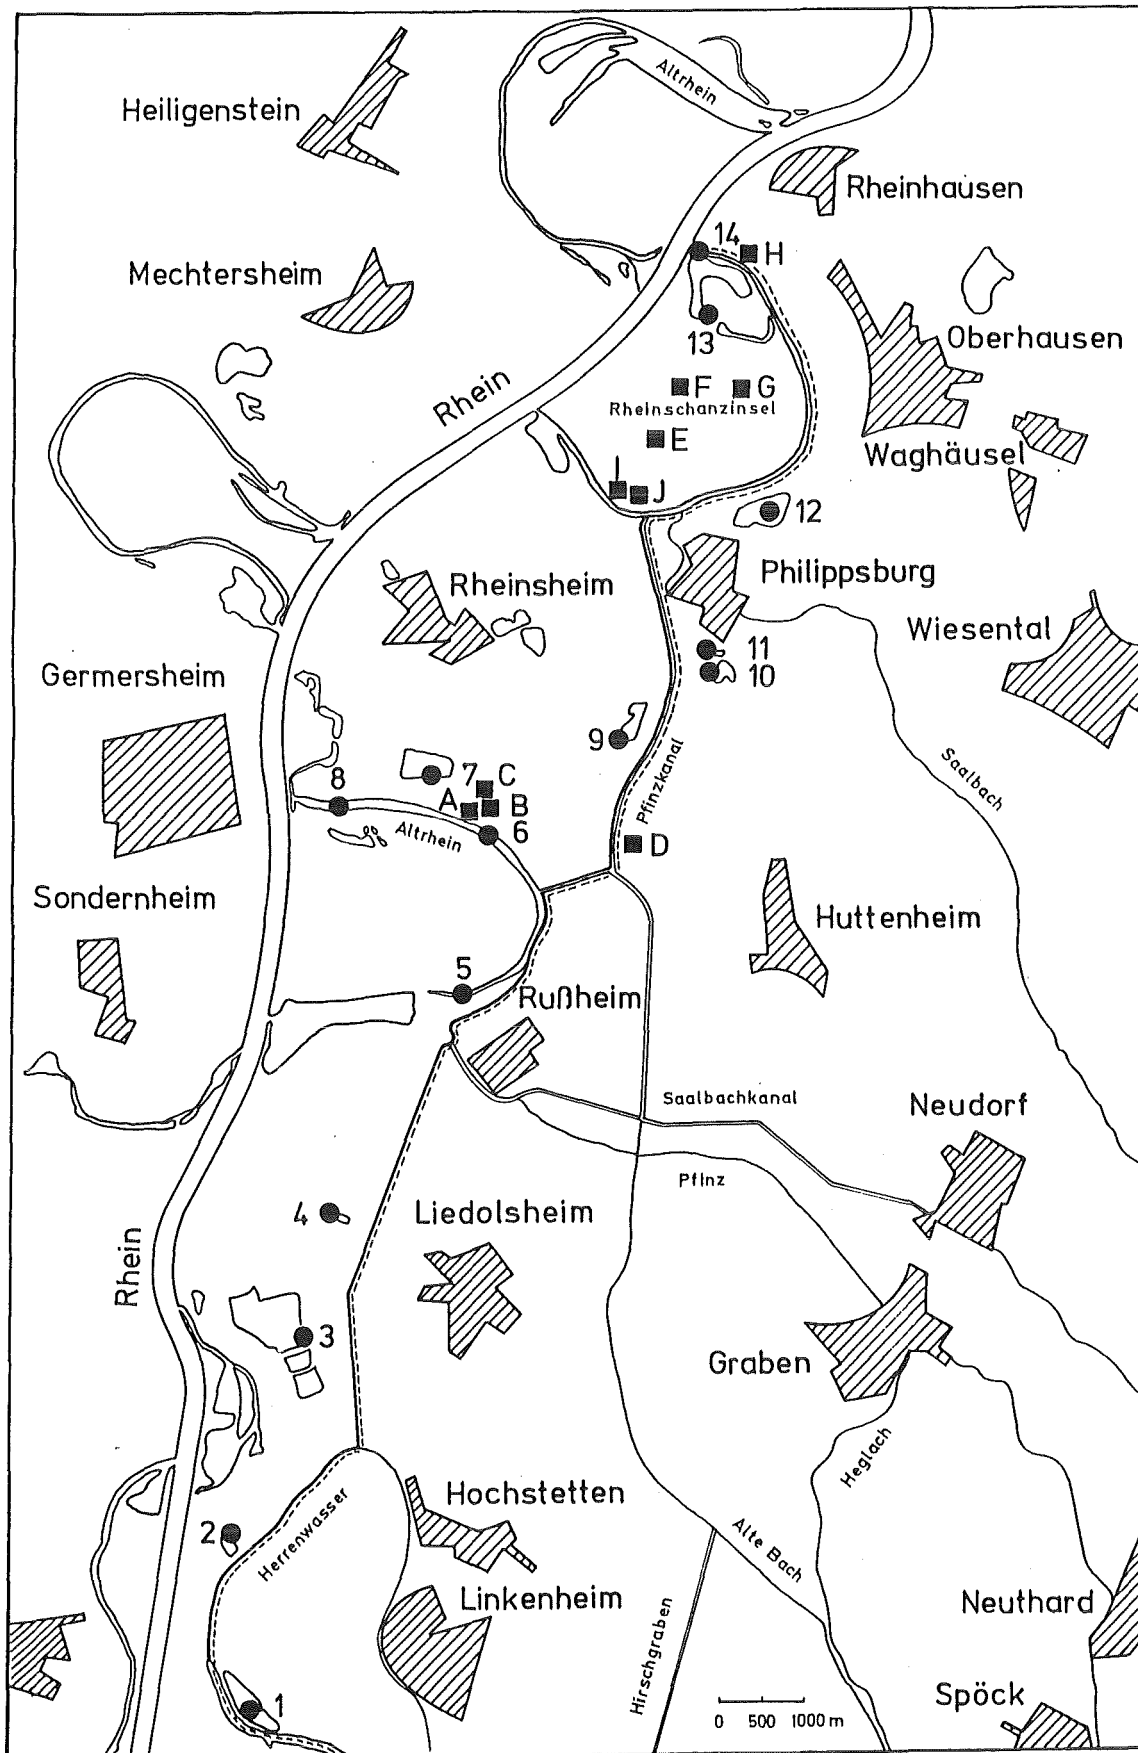 Altrhein
Heiligenstein
Rheinhausen
14
H
Mechtersheim
Oberhausen
13
Rhein
F
G
Rheinschanzinsel
E
Waghäusel
I
J
12
Philippsburg
Rheinsheim
Wiesental
11
10
Germersheim
9
Pfinzkanal
Saalbach
7
C
8
A
B
Altrhein
6
D
Sondernheim
Huttenheim
5
Rußheim
Saalbachkanal
Neudorf
Pfinz
4
Liedolsheim
Rhein
3
Graben
Heglach
Hochstetten
2
Herrenwasser
Alte Bach
Linkenheim
Neuthard
Hirschgraben
Spöck
1
0 500 1000 m